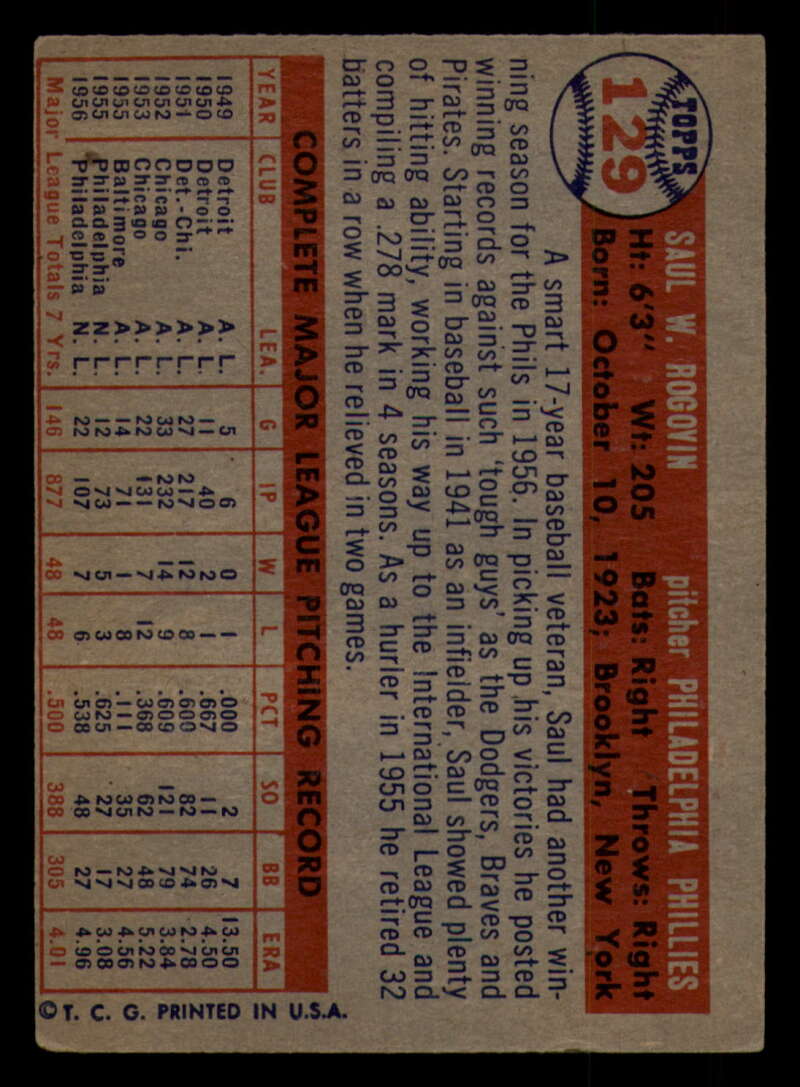 TOPPS
129
SAUL W. ROGOVIN pitcher PHILADELPHIA PHILLIES
Ht: 6'3" Wt: 205 Bats: Right Throws: Right
Born: October 10, 1923; Brooklyn, New York
A smart 17-year baseball veteran, Saul had another win-
ning season for the Phils in 1956. In picking up his victories he posted
winning records against such 'tough guys' as the Dodgers, Braves and
Pirates. Starting in baseball in 1941 as an infielder, Saul showed plenty
of hitting ability, working his way up to the International League and
compiling a .278 mark in 4 seasons. As a hurler in 1955 he retired 32
batters in a row when he relieved in two games.
COMPLETE MAJOR LEAGUE PITCHING RECORD
YEAR CLUB LEA. G IP W L PCT SO BB ERA
1949 Detroit A. L. 5 6 0 1 .000 2 7 13.50
1950 Detroit A. L. 11 40 2 1 .667 11 26 4.50
1951 Det.-Chi. A. L. 27 217 12 8 .600 82 74 2.78
1952 Chicago A. L. 33 232 14 9 .609 121 79 3.84
1953 Chicago A. L. 22 131 7 12 .368 62 48 5.22
1955 Baltimore A. L. 14 71 1 8 .111 35 27 4.56
1955 Philadelphia N. L. 12 73 5 3 .625 27 17 3.08
1956 Philadelphia N. L. 22 107 7 6 .538 48 27 4.96
Major League Totals 7 Yrs. 146 877 48 48 .500 388 305 4.01
© T. C. G. PRINTED IN U.S.A.